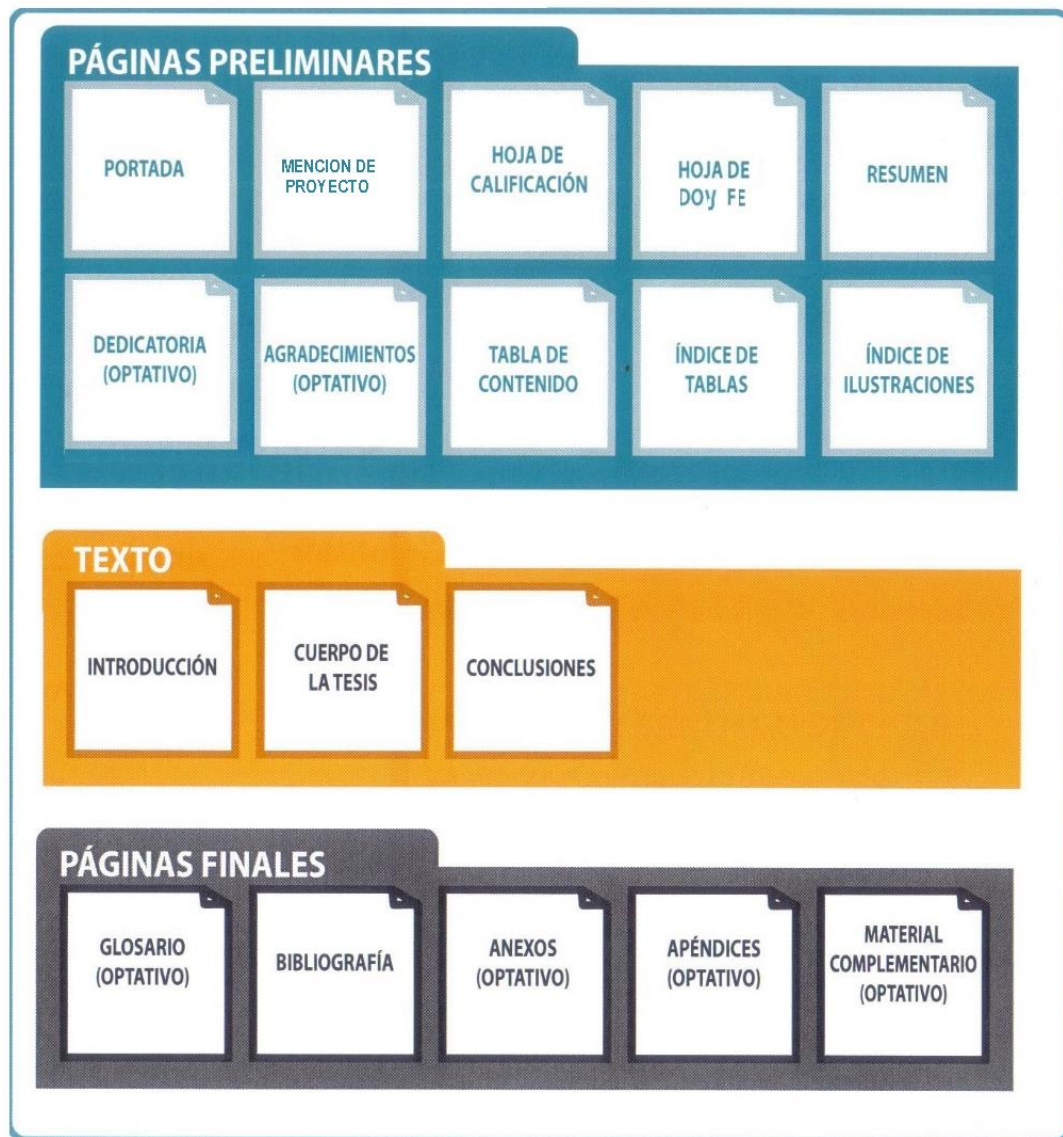 PÁGINAS PRELIMINARES
PORTADA
MENCION DE
PROYECTO
HOJA DE
CALIFICACIÓN
HOJA DE
DOY FE
RESUMEN
DEDICATORIA
(OPTATIVO)
AGRADECIMIENTOS
(OPTATIVO)
TABLA DE
CONTENIDO
ÍNDICE DE
TABLAS
ÍNDICE DE
ILUSTRACIONES
TEXTO
INTRODUCCIÓN
CUERPO DE
LA TESIS
CONCLUSIONES
PÁGINAS FINALES
GLOSARIO
(OPTATIVO)
BIBLIOGRAFÍA
ANEXOS
(OPTATIVO)
APÉNDICES
(OPTATIVO)
MATERIAL
COMPLEMENTARIO
(OPTATIVO)